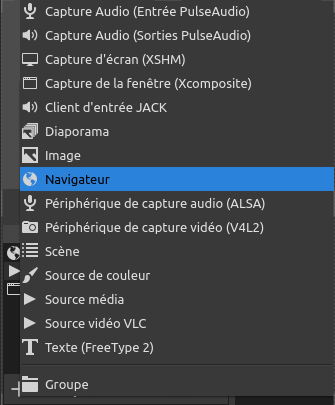 Capture Audio (Entrée PulseAudio)
Capture Audio (Sorties PulseAudio)
Capture d'écran (XSHM)
Capture de la fenêtre (Xcomposite)
Client d'entrée JACK
Diaporama
Image
Navigateur
Périphérique de capture audio (ALSA)
Périphérique de capture vidéo (V4L2)
Scène
Source de couleur
Source média
Source vidéo VLC
Texte (FreeType 2)
Groupe